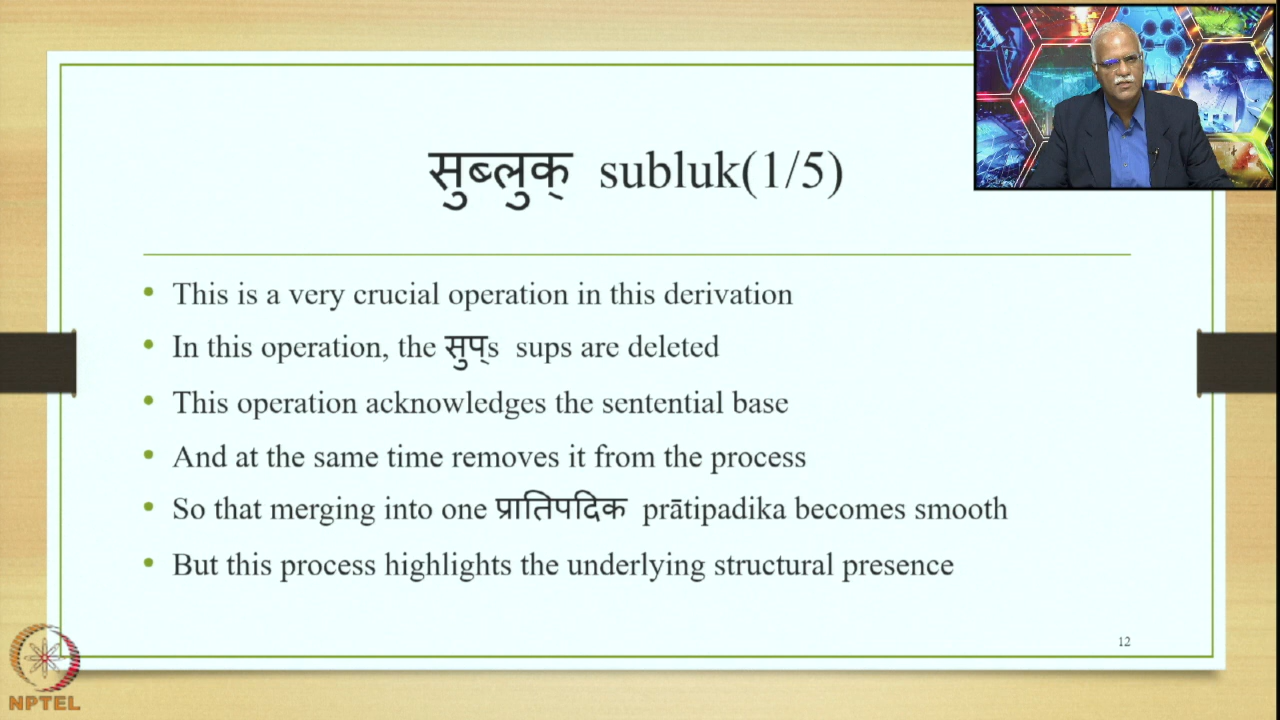 सुब्लुक् subluk(1/5)
This is a very crucial operation in this derivation
In this operation, the सुप्s sups are deleted
This operation acknowledges the sentential base
And at the same time removes it from the process
So that merging into one प्रातिपदिक prātipadika becomes smooth
But this process highlights the underlying structural presence
12
NPTEL